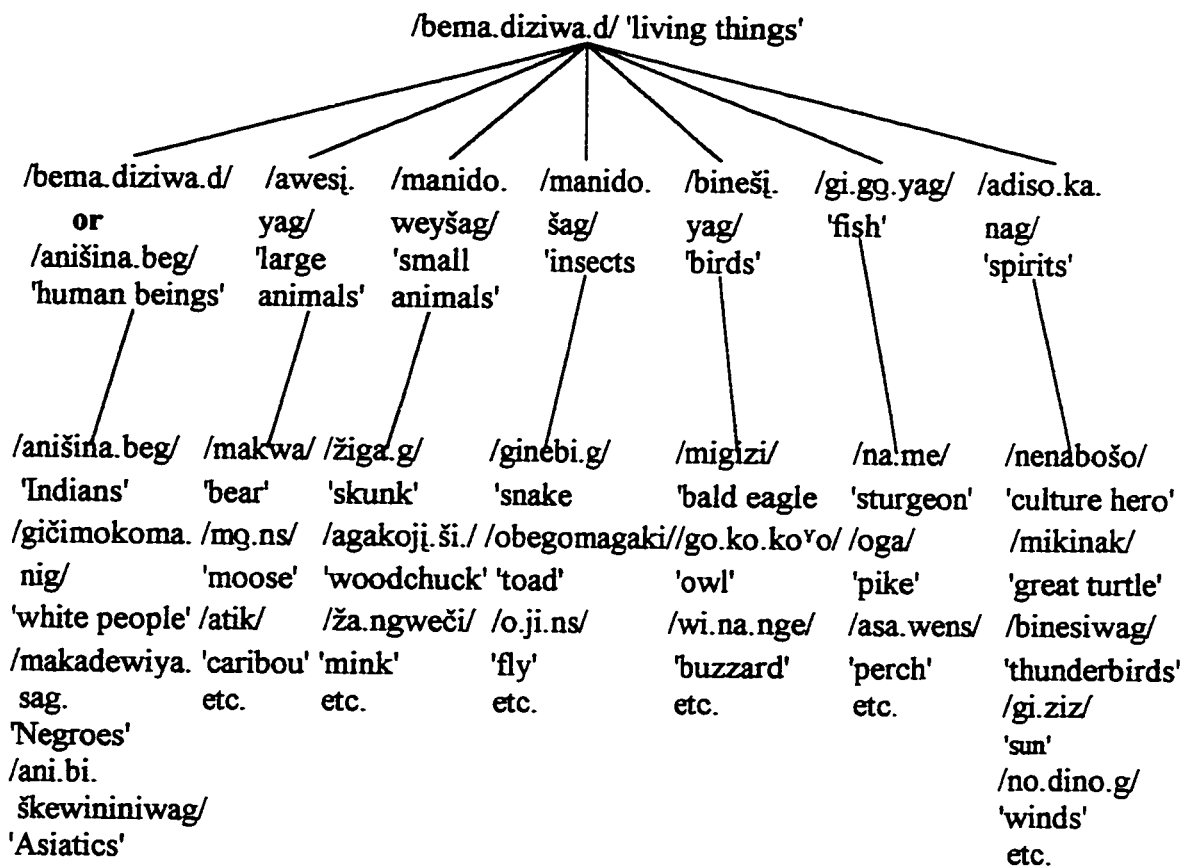 /bema.diziwa.d/ 'living things'
/bema.diziwa.d/
or
/anišina.beg/
'human beings'
/awesį.
yag/
'large
animals'
/manido.
weyšag/
'small
animals'
/manido.
šag/
'insects
/binešį.
yag/
'birds'
/gi.gǫ.yag/
'fish'
/adiso.ka.
nag/
'spirits'
/anišina.beg/
'Indians'
/gičimokoma.
nig/
'white people'
/makadewiya.
sag.
'Negroes'
/ani.bi.
škewininiwag/
'Asiatics'
/makwa/
'bear'
/mǫ.ns/
'moose'
/atik/
'caribou'
etc.
/žiga.g/
'skunk'
/agakojį.ši./
'woodchuck'
/ža.ngweči/
'mink'
etc.
/ginebi.g/
'snake
/obegomagaki/
'toad'
/o.ji.ns/
'fly'
etc.
/migizi/
'bald eagle
/go.ko.koʸo/
'owl'
/wi.na.nge/
'buzzard'
etc.
/na.me/
'sturgeon'
/oga/
'pike'
/asa.wens/
'perch'
etc.
/nenabošo/
'culture hero'
/mikinak/
'great turtle'
/binesiwag/
'thunderbirds'
/gi.ziz/
'sun'
/no.dino.g/
'winds'
etc.